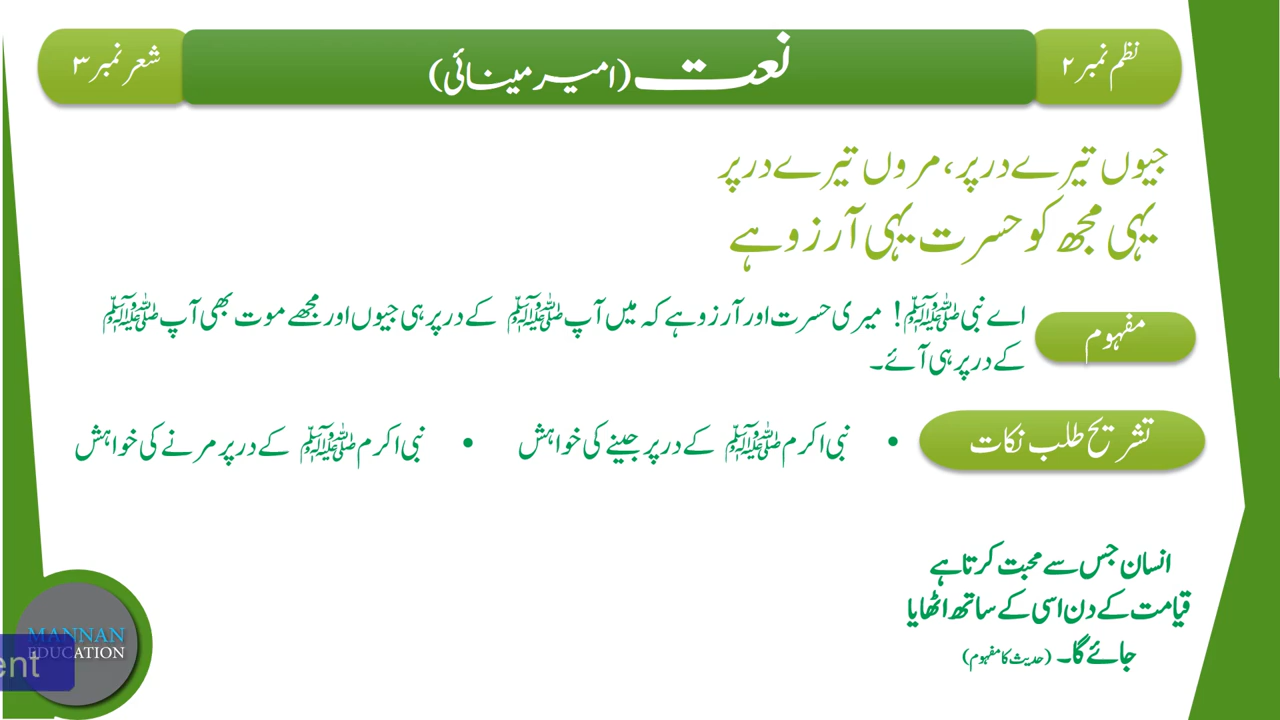 نظم نمبر ۲
نعت (امیر مینائی)
شعر نمبر ۳
جیوں تیرے در پر، مروں تیرے در پر
یہی مجھ کو حسرت یہی آرزو ہے
مفہوم
اے نبی ﷺ! میری حسرت اور آرزو ہے کہ میں آپ ﷺ کے در پر ہی جیوں اور مجھے موت بھی آپ ﷺ
کے در پر ہی آئے۔
تشریح طلب نکات
• نبی اکرم ﷺ کے در پر جینے کی خواہش • نبی اکرم ﷺ کے در پر مرنے کی خواہش
انسان جس سے محبت کرتا ہے
قیامت کے دن اسی کے ساتھ اٹھایا
جائے گا۔ (حدیث کا مفہوم)
MANNAN
EDUCATION
ent